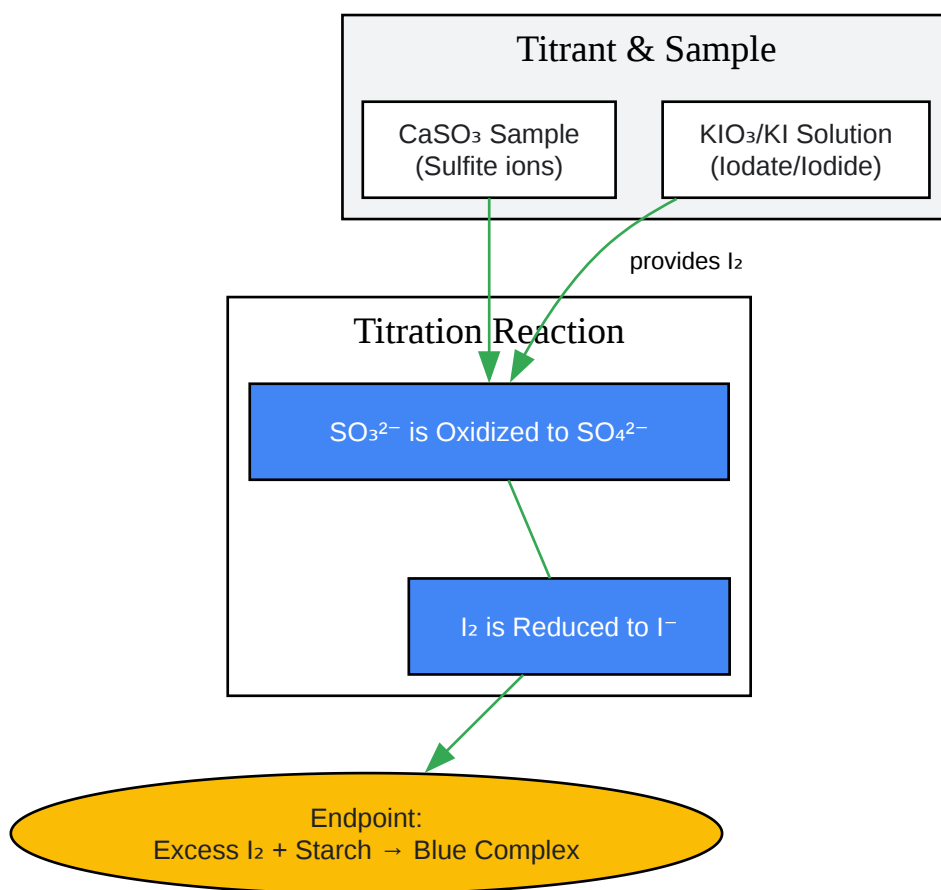 Titrant & Sample
CaSO₃ Sample
(Sulfite ions)
KIO₃/KI Solution
(Iodate/Iodide)
provides I₂
Titration Reaction
SO₃²⁻ is Oxidized to SO₄²⁻
I₂ is Reduced to I⁻
Endpoint:
Excess I₂ + Starch → Blue Complex